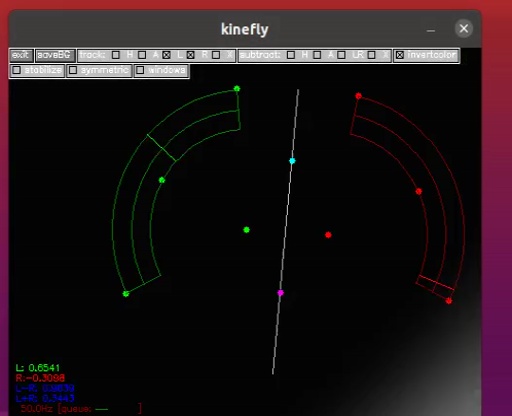 kinefly
exit saveBG track: H A L R X subtract: H A LR X invertcolor
stabilize symmetric windows
L: 0.6541
R:-0.3098
L-R: 0.9639
L+R: 0.3443
50.0Hz [queue: ]